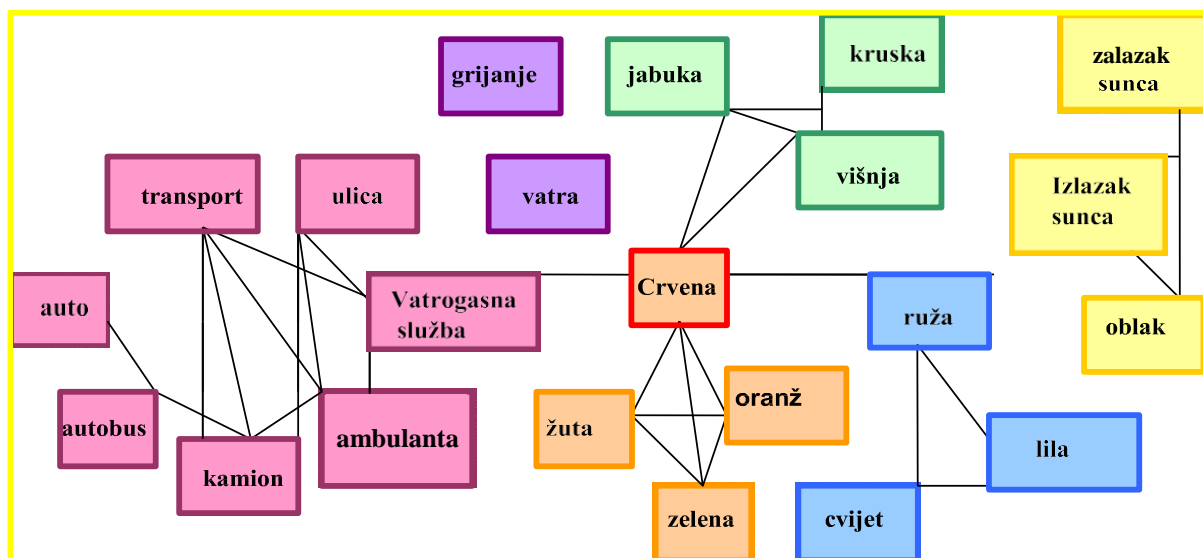 grijanje
jabuka
kruska
zalazak
sunca
transport
ulica
vatra
višnja
Izlazak
sunca
auto
Vatrogasna
služba
Crvena
ruža
oblak
autobus
kamion
ambulanta
žuta
oranž
zelena
cvijet
lila